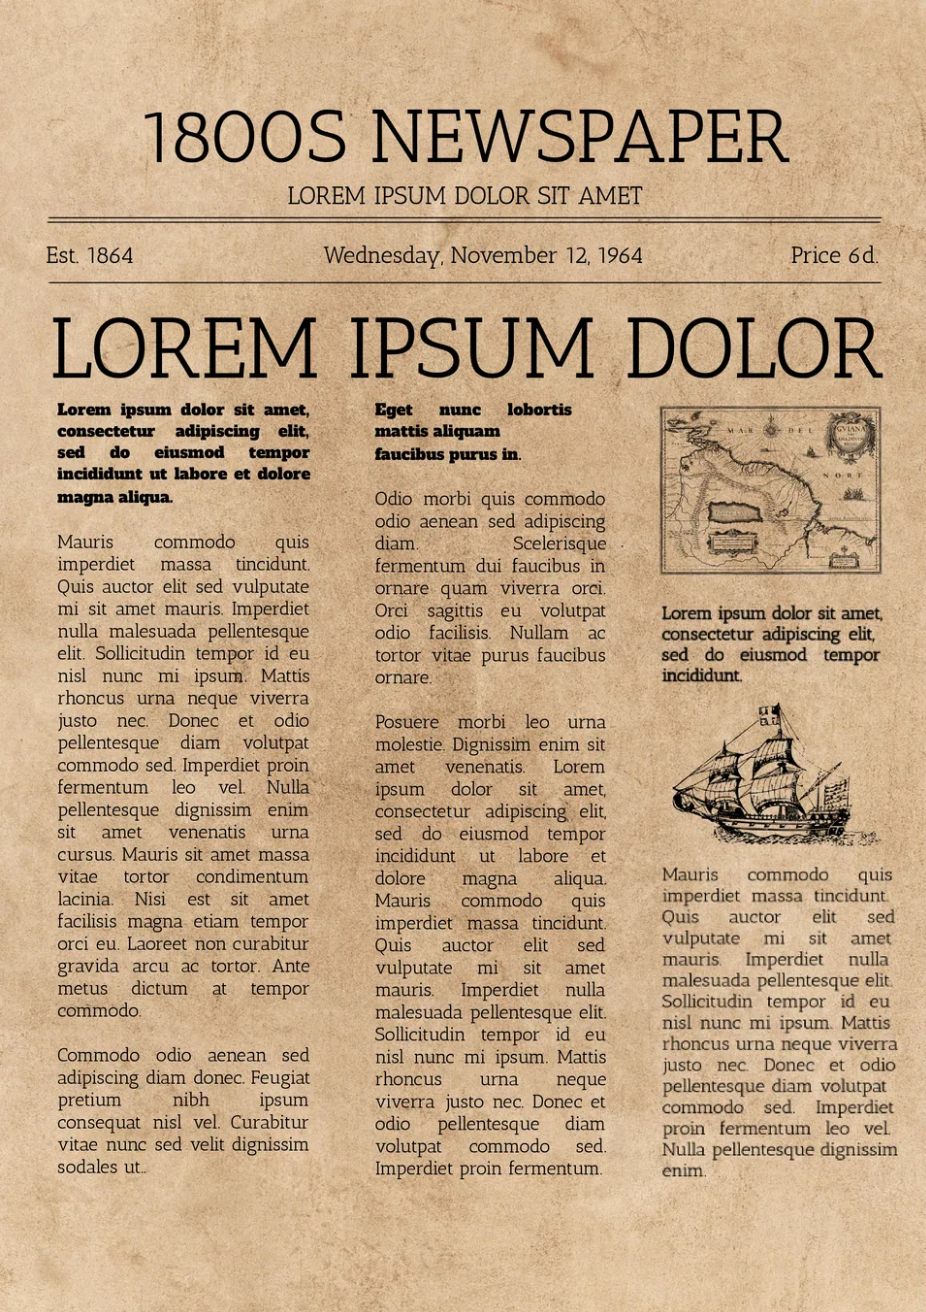 1800S NEWSPAPER
LOREM IPSUM DOLOR SIT AMET
Est. 1864
Wednesday, November 12, 1964
Price 6d.
LOREM IPSUM DOLOR
Lorem ipsum dolor sit amet,
consectetur adipiscing elit,
sed do eiusmod tempor
incididunt ut labore et dolore
magna aliqua.
Mauris commodo quis
imperdiet massa tincidunt.
Quis auctor elit sed vulputate
mi sit amet mauris. Imperdiet
nulla malesuada pellentesque
elit. Sollicitudin tempor id eu
nisl nunc mi ipsum. Mattis
rhoncus urna neque viverra
justo nec. Donec et odio
pellentesque diam volutpat
commodo sed. Imperdiet proin
fermentum leo vel. Nulla
pellentesque dignissim enim
sit amet venenatis urna
cursus. Mauris sit amet massa
vitae tortor condimentum
lacinia. Nisi est sit amet
facilisis magna etiam tempor
orci eu. Laoreet non curabitur
gravida arcu ac tortor. Ante
metus dictum at tempor
commodo.
Commodo odio aenean sed
adipiscing diam donec. Feugiat
pretium nibh ipsum
consequat nisl vel. Curabitur
vitae nunc sed velit dignissim
sodales ut..
Eget nunc lobortis
mattis aliquam
faucibus purus in.
Odio morbi quis commodo
odio aenean sed adipiscing
diam. Scelerisque
fermentum dui faucibus in
ornare quam viverra orci.
Orci sagittis eu volutpat
odio facilisis. Nullam ac
tortor vitae purus faucibus
ornare.
Posuere morbi leo urna
molestie. Dignissim enim sit
amet venenatis. Lorem
ipsum dolor sit amet,
consectetur adipiscing elit,
sed do eiusmod tempor
incididunt ut labore et
dolore magna aliqua.
Mauris commodo quis
imperdiet massa tincidunt.
Quis auctor elit sed
vulputate mi sit amet
mauris. Imperdiet nulla
malesuada pellentesque elit.
Sollicitudin tempor id eu
nisl nunc mi ipsum. Mattis
rhoncus urna neque
viverra justo nec. Donec et
odio pellentesque diam
volutpat commodo sed.
Imperdiet proin fermentum.
MAR DEL
NORT
GVIANA
Lorem ipsum dolor sit amet,
consectetur adipiscing elit,
sed do eiusmod tempor
incididunt.
Mauris commodo quis
imperdiet massa tincidunt.
Quis auctor elit sed
vulputate mi sit amet
mauris. Imperdiet nulla
malesuada pellentesque elit.
Sollicitudin tempor id eu
nisl nunc mi ipsum. Mattis
rhoncus urna neque viverra
justo nec. Donec et odio
pellentesque diam volutpat
commodo sed. Imperdiet
proin fermentum leo vel.
Nulla pellentesque dignissim
enim.